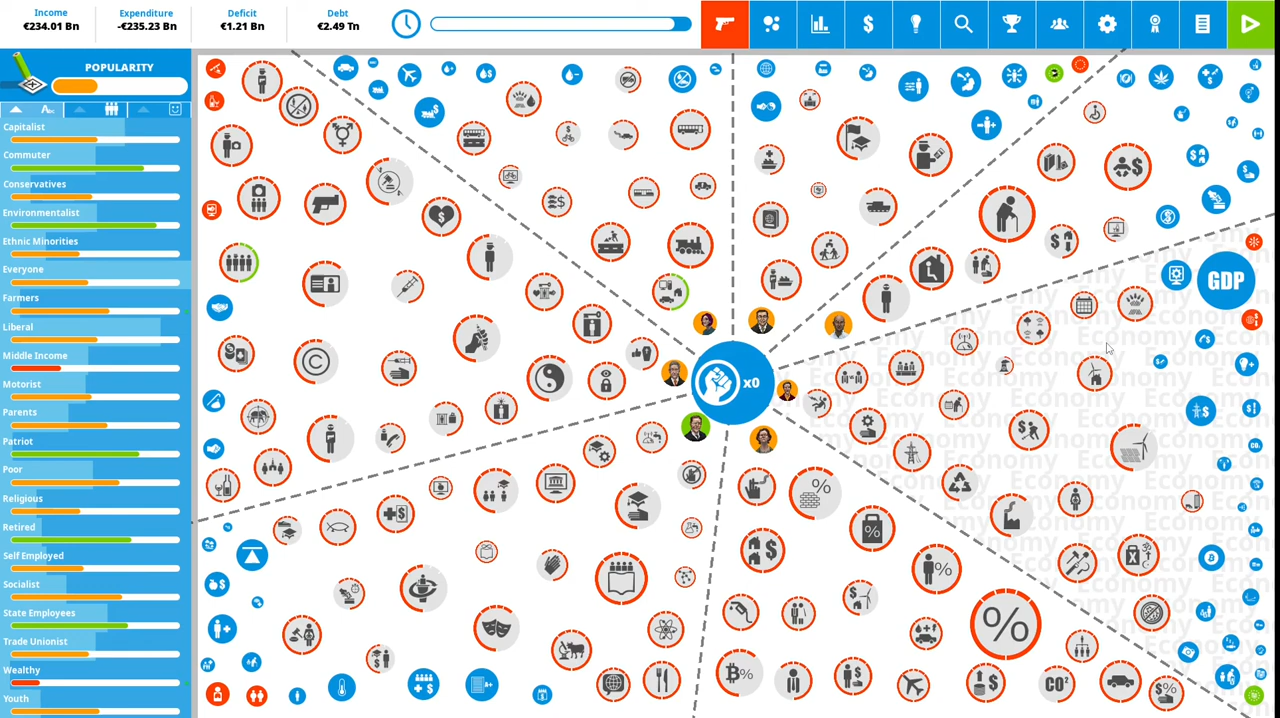 Income
€234.01 Bn
Expenditure
-€235.23 Bn
Deficit
€1.21 Bn
Debt
€2.49 Tn
POPULARITY
Capitalist
Commuter
Conservatives
Environmentalist
Ethnic Minorities
Everyone
Farmers
Liberal
Middle Income
Motorist
Parents
Patriot
Poor
Religious
Retired
Self Employed
Socialist
State Employees
Trade Unionist
Wealthy
Youth
x0
GDP
Economy
CO²